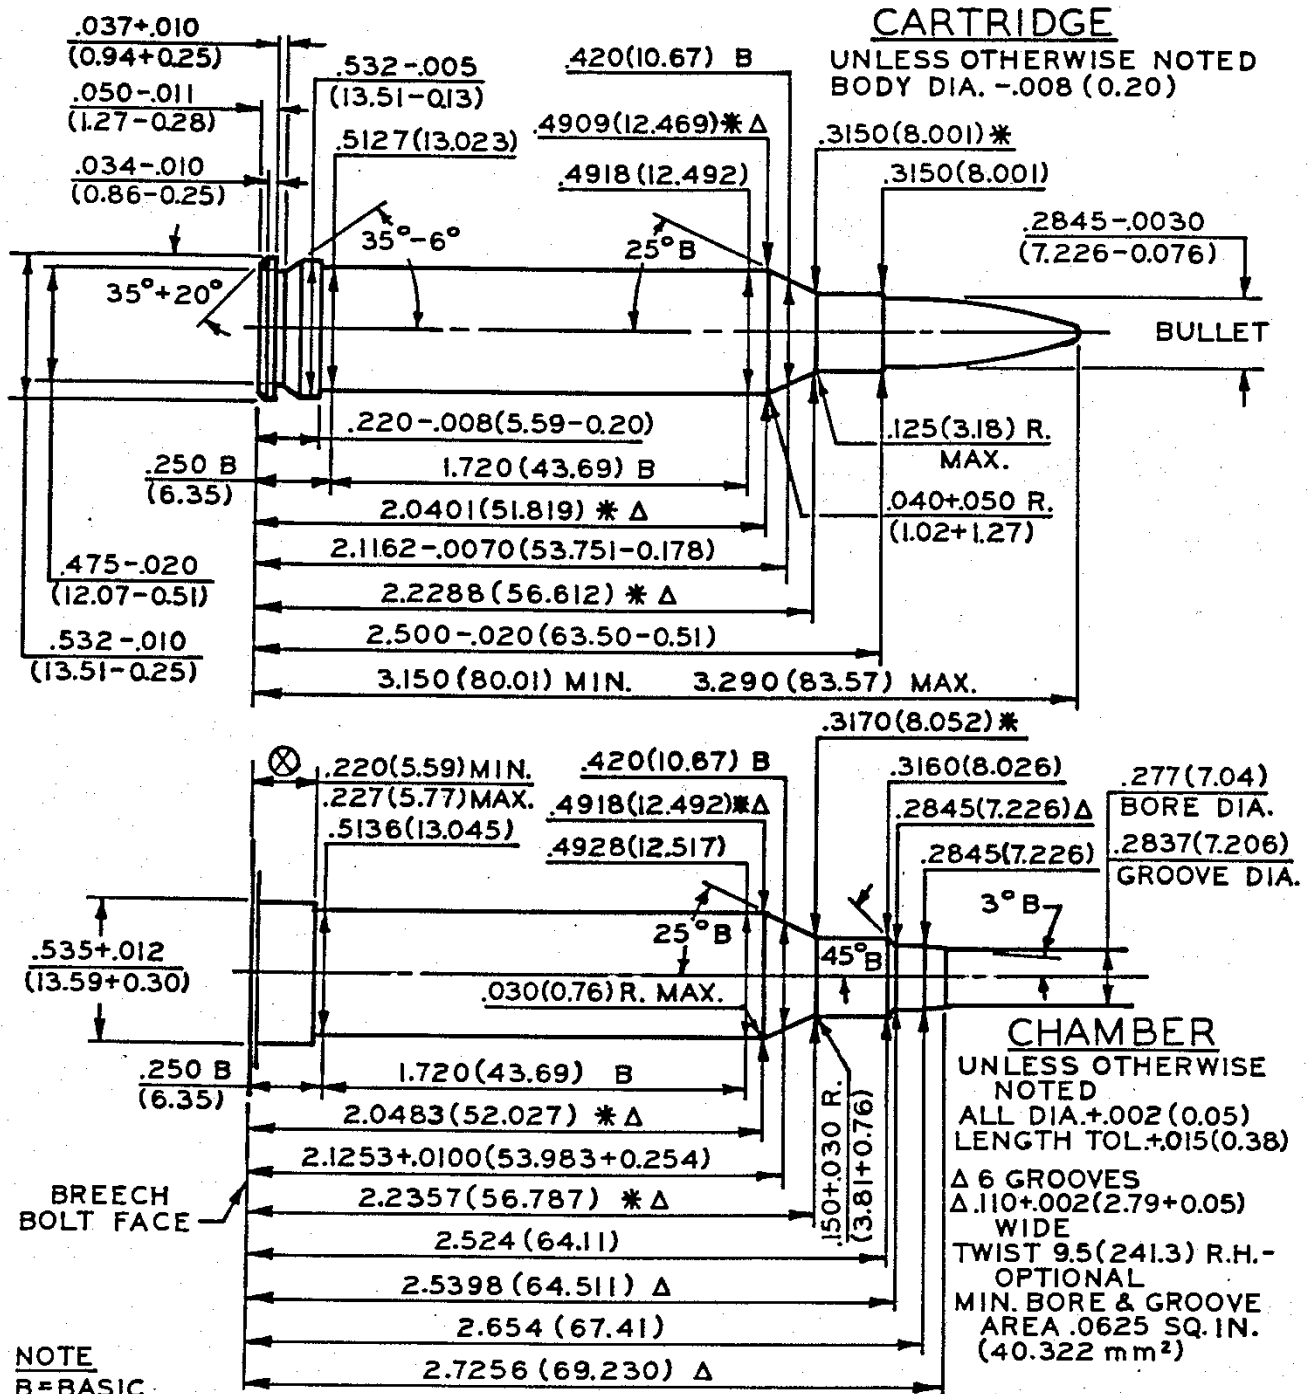 CARTRIDGE
UNLESS OTHERWISE NOTED
BODY DIA. -.008 (0.20)
.037+.010
(0.94+0.25)
.050-.011
(1.27-0.28)
.034-.010
(0.86-0.25)
.532-.005
(13.51-0.13)
.5127(13.023)
.420(10.67) B
.4909(12.469)* Δ
.4918(12.492)
.3150(8.001)*
.3150(8.001)
.2845-.0030
(7.226-0.076)
35°-6°
25°B
35°+20°
BULLET
.220-.008(5.59-0.20)
.125(3.18) R.
MAX.
.250 B
(6.35)
1.720(43.69) B
2.0401(51.819) * Δ
.040+.050 R.
(1.02+1.27)
2.1162-.0070(53.751-0.178)
.475-.020
(12.07-0.51)
2.2288(56.612) * Δ
.532-.010
(13.51-0.25)
2.500-.020(63.50-0.51)
3.150(80.01) MIN. 3.290(83.57) MAX.
.3170(8.052)*
.220(5.59)MIN.
.227(5.77)MAX.
.5136(13.045)
.420(10.67) B
.4918(12.492)*Δ
.4928(12.517)
.3160(8.026)
.2845(7.226)Δ
.2845(7.226)
.277(7.04)
BORE DIA.
.2837(7.206)
GROOVE DIA.
25°B
45°B
3°B
.535+.012
(13.59+0.30)
.030(0.76)R. MAX.
CHAMBER
UNLESS OTHERWISE
NOTED
ALL DIA.+.002(0.05)
LENGTH TOL.+.015(0.38)
Δ 6 GROOVES
Δ.110+.002(2.79+0.05)
WIDE
TWIST 9.5(241.3) R.H.-
OPTIONAL
MIN. BORE & GROOVE
AREA .0625 SQ. IN.
(40.322 mm²)
.250 B
(6.35)
1.720(43.69) B
2.0483(52.027) * Δ
2.1253+.0100(53.983+0.254)
.150+.030 R.
(3.81+0.76)
BREECH
BOLT FACE
2.2357(56.787) * Δ
2.524(64.11)
2.5398(64.511) Δ
2.654(67.41)
2.7256(69.230) Δ
NOTE
B=BASIC